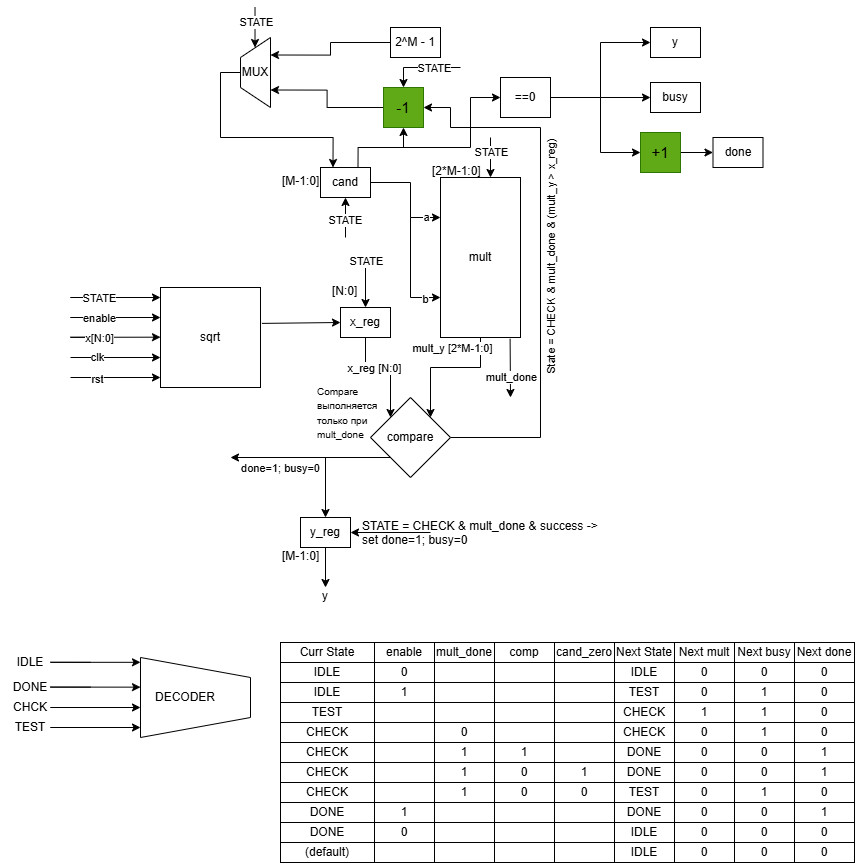 STATE
2^M - 1
y
MUX
STATE
-1
==0
busy
+1
done
STATE
[2*M-1:0]
[M-1:0]
cand
STATE
a
mult
b
State = CHECK & mult_done & (mult_y > x_reg)
STATE
[N:0]
STATE
enable
x[N:0]
clk
rst
sqrt
x_reg
mult_y [2*M-1:0]
x_reg [N:0]
mult_done
Compare
выполняется
только при
mult_done
compare
done=1; busy=0
y_reg
STATE = CHECK & mult_done & success ->
set done=1; busy=0
[M-1:0]
y
IDLE
DONE
CHCK
TEST
DECODER
Curr State enable mult_done comp cand_zero Next State Next mult Next busy Next done
IDLE 0 IDLE 0 0 0
IDLE 1 TEST 0 1 0
TEST CHECK 1 1 0
CHECK 0 CHECK 0 1 0
CHECK 1 1 DONE 0 0 1
CHECK 1 0 1 DONE 0 0 1
CHECK 1 0 0 TEST 0 1 0
DONE 1 DONE 0 0 1
DONE 0 IDLE 0 0 0
(default) IDLE 0 0 0